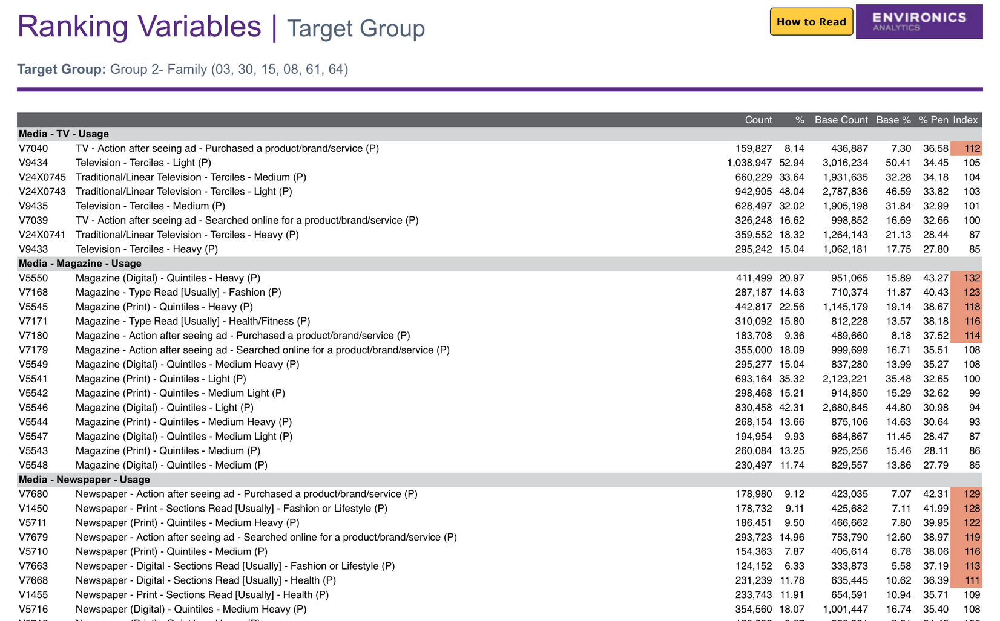 Ranking Variables | Target Group
How to Read
ENVIRONICS
ANALYTICS
Target Group: Group 2- Family (03, 30, 15, 08, 61, 64)
Count % Base Count Base % % Pen Index
Media - TV - Usage
V7040 TV - Action after seeing ad - Purchased a product/brand/service (P) 159,827 8.14 436,887 7.30 36.58 112
V9434 Television - Terciles - Light (P) 1,038,947 52.94 3,016,234 50.41 34.45 105
V24X0745 Traditional/Linear Television - Terciles - Medium (P) 660,229 33.64 1,931,635 32.28 34.18 104
V24X0743 Traditional/Linear Television - Terciles - Light (P) 942,905 48.04 2,787,836 46.59 33.82 103
V9435 Television - Terciles - Medium (P) 628,497 32.02 1,905,198 31.84 32.99 101
V7039 TV - Action after seeing ad - Searched online for a product/brand/service (P) 326,248 16.62 998,852 16.69 32.66 100
V24X0741 Traditional/Linear Television - Terciles - Heavy (P) 359,552 18.32 1,264,143 21.13 28.44 87
V9433 Television - Terciles - Heavy (P) 295,242 15.04 1,062,181 17.75 27.80 85
Media - Magazine - Usage
V5550 Magazine (Digital) - Quintiles - Heavy (P) 411,499 20.97 951,065 15.89 43.27 132
V7168 Magazine - Type Read [Usually] - Fashion (P) 287,187 14.63 710,374 11.87 40.43 123
V5545 Magazine (Print) - Quintiles - Heavy (P) 442,817 22.56 1,145,179 19.14 38.67 118
V7171 Magazine - Type Read [Usually] - Health/Fitness (P) 310,092 15.80 812,228 13.57 38.18 116
V7180 Magazine - Action after seeing ad - Purchased a product/brand/service (P) 183,708 9.36 489,660 8.18 37.52 114
V7179 Magazine - Action after seeing ad - Searched online for a product/brand/service (P) 355,000 18.09 999,699 16.71 35.51 108
V5549 Magazine (Digital) - Quintiles - Medium Heavy (P) 295,277 15.04 837,280 13.99 35.27 108
V5541 Magazine (Print) - Quintiles - Light (P) 693,164 35.32 2,123,221 35.48 32.65 100
V5542 Magazine (Print) - Quintiles - Medium Light (P) 298,468 15.21 914,850 15.29 32.62 99
V5546 Magazine (Digital) - Quintiles - Light (P) 830,458 42.31 2,680,845 44.80 30.98 94
V5544 Magazine (Print) - Quintiles - Medium Heavy (P) 268,154 13.66 875,106 14.63 30.64 93
V5547 Magazine (Digital) - Quintiles - Medium Light (P) 194,954 9.93 684,867 11.45 28.47 87
V5543 Magazine (Print) - Quintiles - Medium (P) 260,084 13.25 925,256 15.46 28.11 86
V5548 Magazine (Digital) - Quintiles - Medium (P) 230,497 11.74 829,557 13.86 27.79 85
Media - Newspaper - Usage
V7680 Newspaper - Action after seeing ad - Purchased a product/brand/service (P) 178,980 9.12 423,035 7.07 42.31 129
V1450 Newspaper - Print - Sections Read [Usually] - Fashion or Lifestyle (P) 178,732 9.11 425,682 7.11 41.99 128
V5711 Newspaper (Print) - Quintiles - Medium Heavy (P) 186,451 9.50 466,662 7.80 39.95 122
V7679 Newspaper - Action after seeing ad - Searched online for a product/brand/service (P) 293,723 14.96 753,790 12.60 38.97 119
V5710 Newspaper (Print) - Quintiles - Medium (P) 154,363 7.87 405,614 6.78 38.06 116
V7663 Newspaper - Digital - Sections Read [Usually] - Fashion or Lifestyle (P) 124,152 6.33 333,873 5.58 37.19 113
V7668 Newspaper - Digital - Sections Read [Usually] - Health (P) 231,239 11.78 635,445 10.62 36.39 111
V1455 Newspaper - Print - Sections Read [Usually] - Health (P) 233,743 11.91 654,591 10.94 35.71 109
V5716 Newspaper (Digital) - Quintiles - Medium Heavy (P) 354,560 18.07 1,001,447 16.74 35.40 108